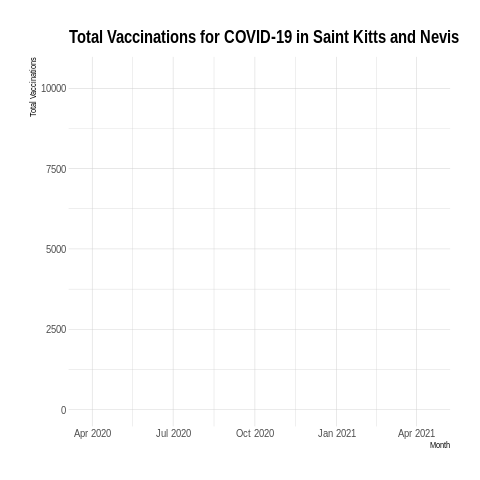 Total Vaccinations for COVID-19 in Saint Kitts and Nevis
Total Vaccinations
10000
7500
5000
2500
0
Apr 2020 Jul 2020 Oct 2020 Jan 2021 Apr 2021
Month